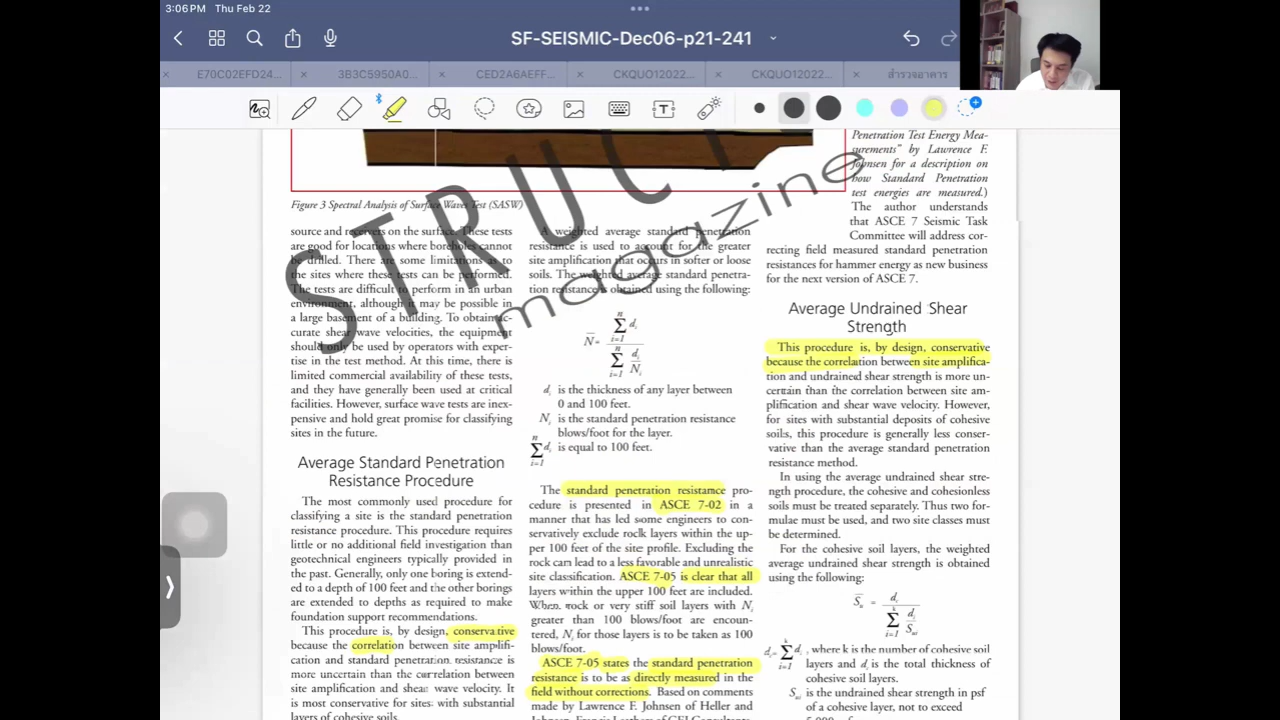 3:06 PM Thu Feb 22
SF-SEISMIC-Dec06-p21-241
E70C02EFD24...
3B3C5950A0...
CED2A6AEFF...
CKQUO12022...
CKQUO12022...
สำรวจอาคาร
STRUCT
magazine
Figure 3 Spectral Analysis of Surface Waves Test (SASW)
source and receivers on the surface. These tests
are good for locations where boreholes cannot
be drilled. There are some limitations as to
the sites where these tests can be performed.
The tests are difficult to perform in an urban
environment, although it may be possible in
a large basement of a building. To obtain ac-
curate shear wave velocities, the equipment
should only be used by operators with exper-
tise in the test method. At this time, there is
limited commercial availability of these tests,
and they have generally been used at critical
facilities. However, surface wave tests are inex-
pensive and hold great promise for classifying
sites in the future.
Average Standard Penetration
Resistance Procedure
The most commonly used procedure for
classifying a site is the standard penetration
resistance procedure. This procedure requires
little or no additional field investigation than
geotechnical engineers typically provided in
the past. Generally, only one boring is extend-
ed to a depth of 100 feet and the other borings
are extended to depths as required to make
foundation support recommendations.
This procedure is, by design, conservative
because the correlation between site amplifi-
cation and standard penetration resistance is
more uncertain than the correlation between
site amplification and shear wave velocity. It
is most conservative for sites with substantial
layers of cohesive soils.
A weighted average standard penetration
resistance is used to account for the greater
site amplification that occurs in softer or loose
soils. The weighted average standard penetra-
tion resistance is obtained using the following:
N̄ = Σ(i=1 to n) dᵢ / Σ(i=1 to n) dᵢ/Nᵢ
dᵢ is the thickness of any layer between
0 and 100 feet.
Nᵢ is the standard penetration resistance
blows/foot for the layer.
Σ(i=1 to n) dᵢ is equal to 100 feet.
The standard penetration resistance pro-
cedure is presented in ASCE 7-02 in a
manner that has led some engineers to con-
servatively exclude rock layers within the up-
per 100 feet of the site profile. Excluding the
rock can lead to a less favorable and unrealistic
site classification. ASCE 7-05 is clear that all
layers within the upper 100 feet are included.
When rock or very stiff soil layers with Nᵢ
greater than 100 blows/foot are encoun-
tered, Nᵢ for those layers is to be taken as 100
blows/foot.
ASCE 7-05 states the standard penetration
resistance is to be as directly measured in the
field without corrections. Based on comments
made by Lawrence F. Johnsen of Heller and
Penetration Test Energy Mea-
surements" by Lawrence F.
Johnsen for a description on
how Standard Penetration
test energies are measured.)
The author understands
that ASCE 7 Seismic Task
Committee will address cor-
recting field measured standard penetration
resistances for hammer energy as new business
for the next version of ASCE 7.
Average Undrained Shear
Strength
This procedure is, by design, conservative
because the correlation between site amplifica-
tion and undrained shear strength is more un-
certain than the correlation between site am-
plification and shear wave velocity. However,
for sites with substantial deposits of cohesive
soils, this procedure is generally less conser-
vative than the average standard penetration
resistance method.
In using the average undrained shear stre-
ngth procedure, the cohesive and cohesionless
soils must be treated separately. Thus two for-
mulae must be used, and two site classes must
be determined.
For the cohesive soil layers, the weighted
average undrained shear strength is obtained
using the following:
S̄ᵤ = d꜀ / Σ(i=1 to k) dᵢ/Sᵤᵢ
d꜀= Σ(i=1 to k) dᵢ , where k is the number of cohesive soil
layers and d꜀ is the total thickness of
cohesive soil layers.
Sᵤᵢ is the undrained shear strength in psf
of a cohesive layer, not to exceed